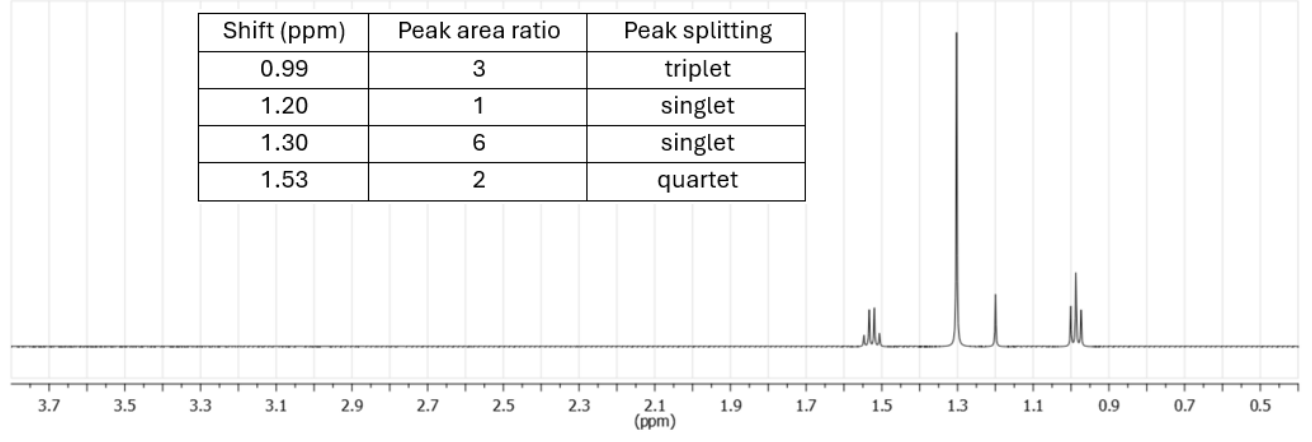 Shift (ppm) Peak area ratio Peak splitting
0.99 3 triplet
1.20 1 singlet
1.30 6 singlet
1.53 2 quartet
3.7 3.5 3.3 3.1 2.9 2.7 2.5 2.3 2.1 1.9 1.7 1.5 1.3 1.1 0.9 0.7 0.5
(ppm)